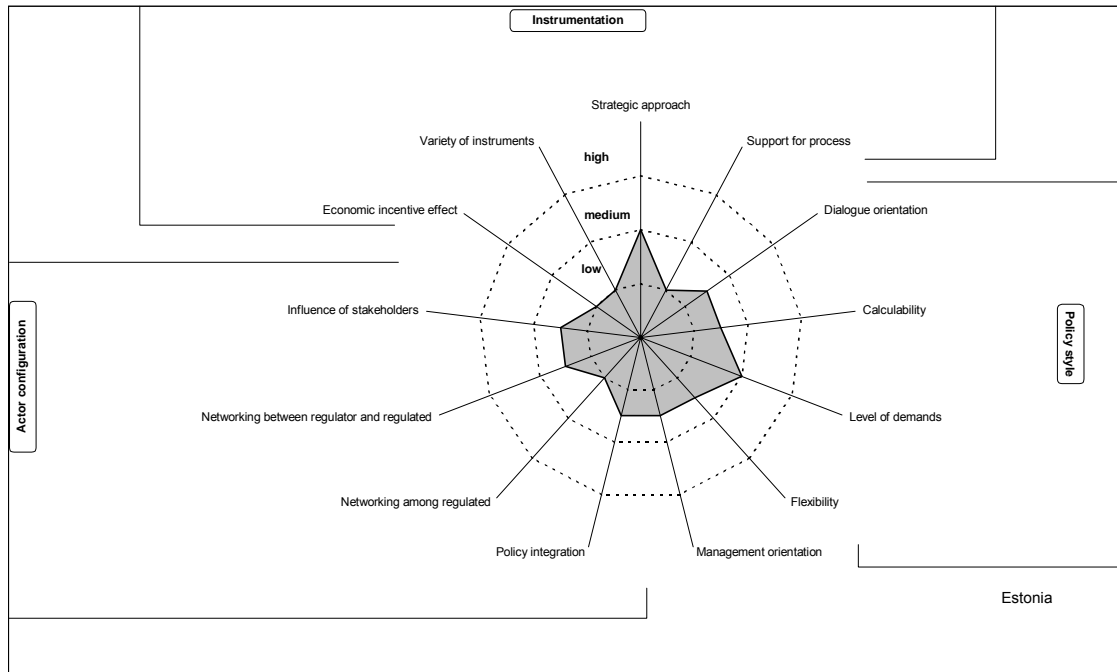 Instrumentation
Strategic approach
Variety of instruments
Support for process
high
Economic incentive effect
medium
Dialogue orientation
low
Influence of stakeholders
Calculability
Actor configuration
Policy style
Networking between regulator and regulated
Level of demands
Networking among regulated
Flexibility
Policy integration
Management orientation
Estonia